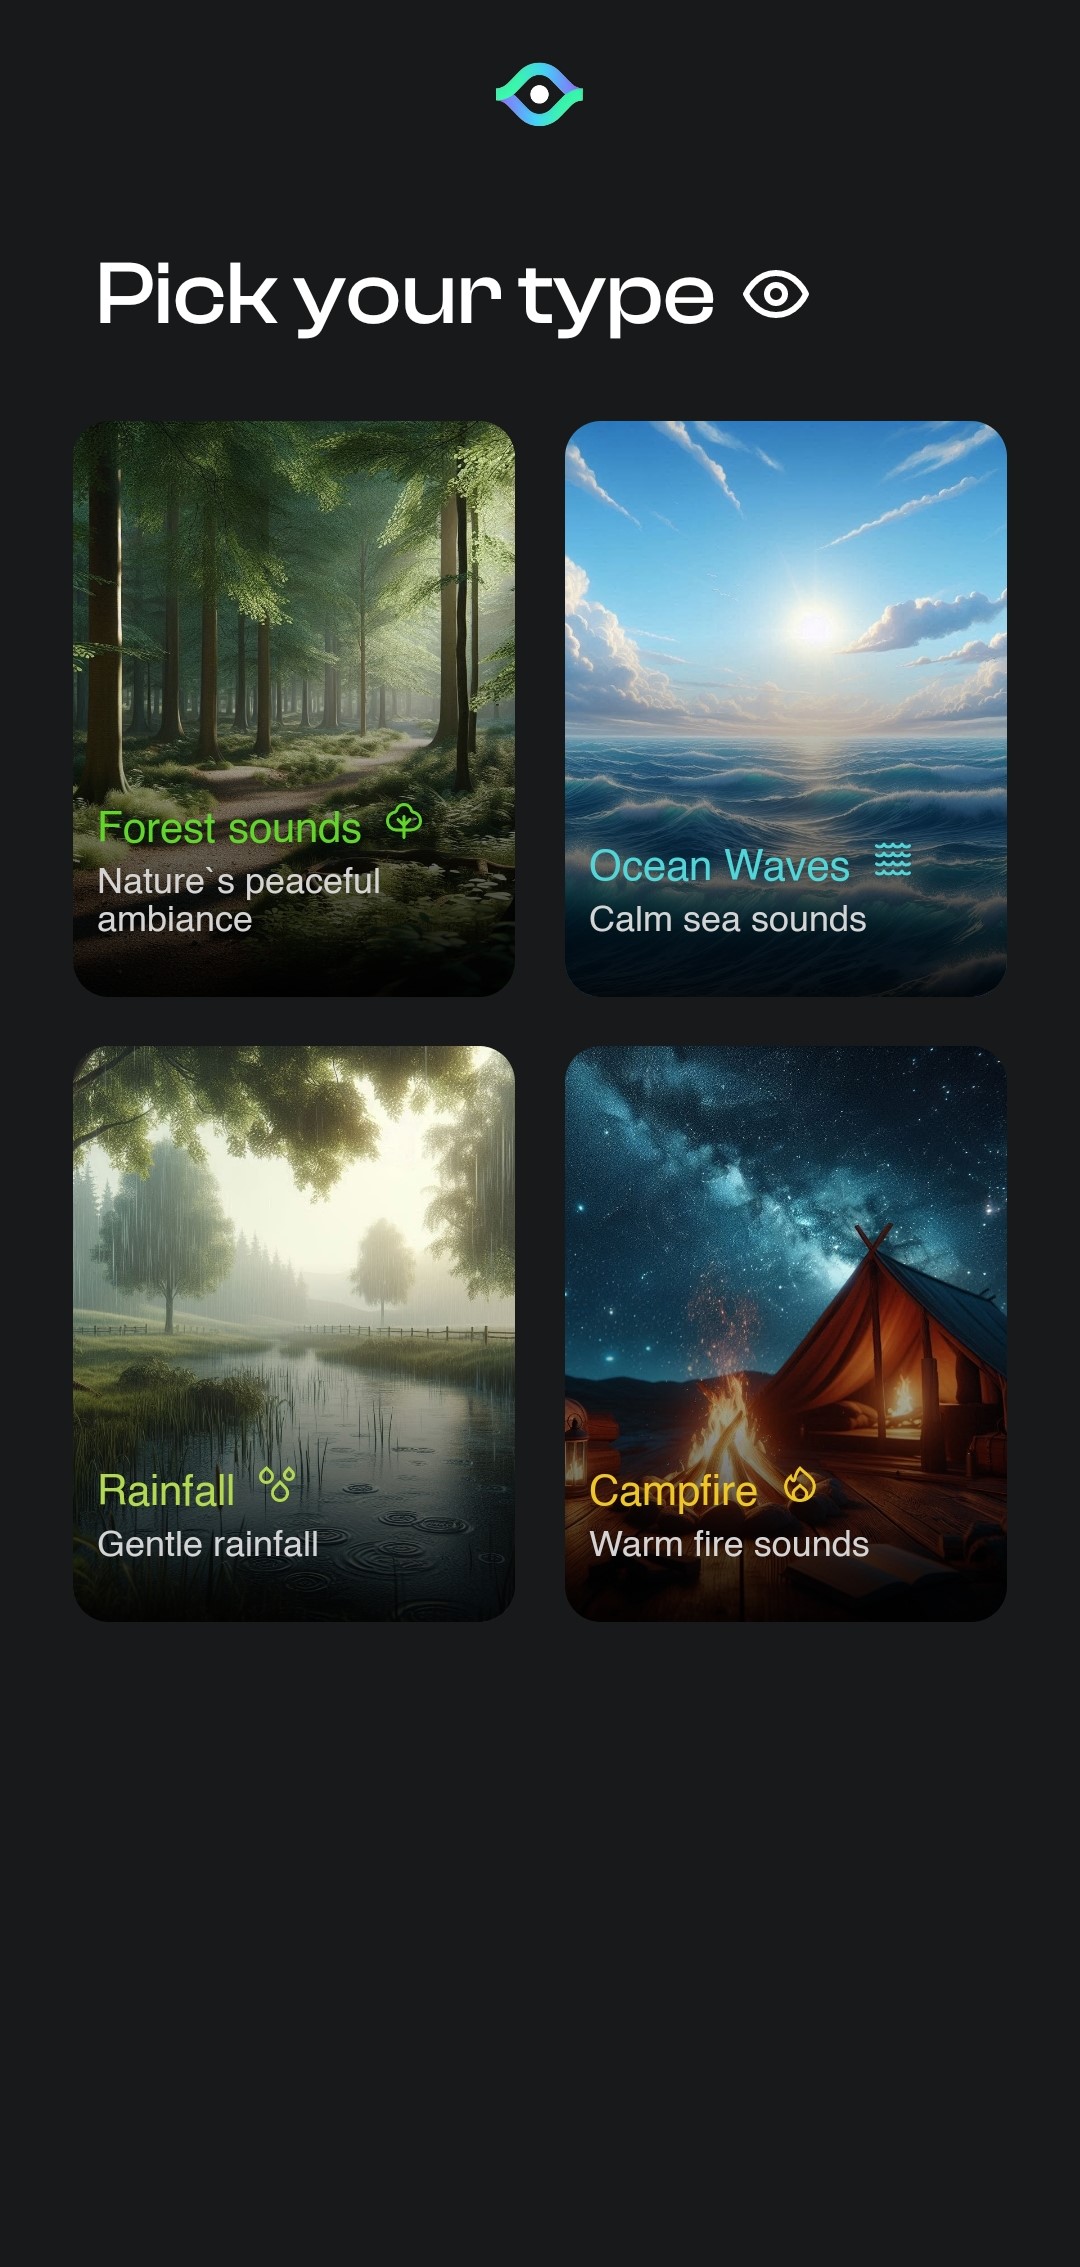 Pick your type
Forest sounds
Nature`s peaceful
ambiance
Ocean Waves
Calm sea sounds
Rainfall
Gentle rainfall
Campfire
Warm fire sounds